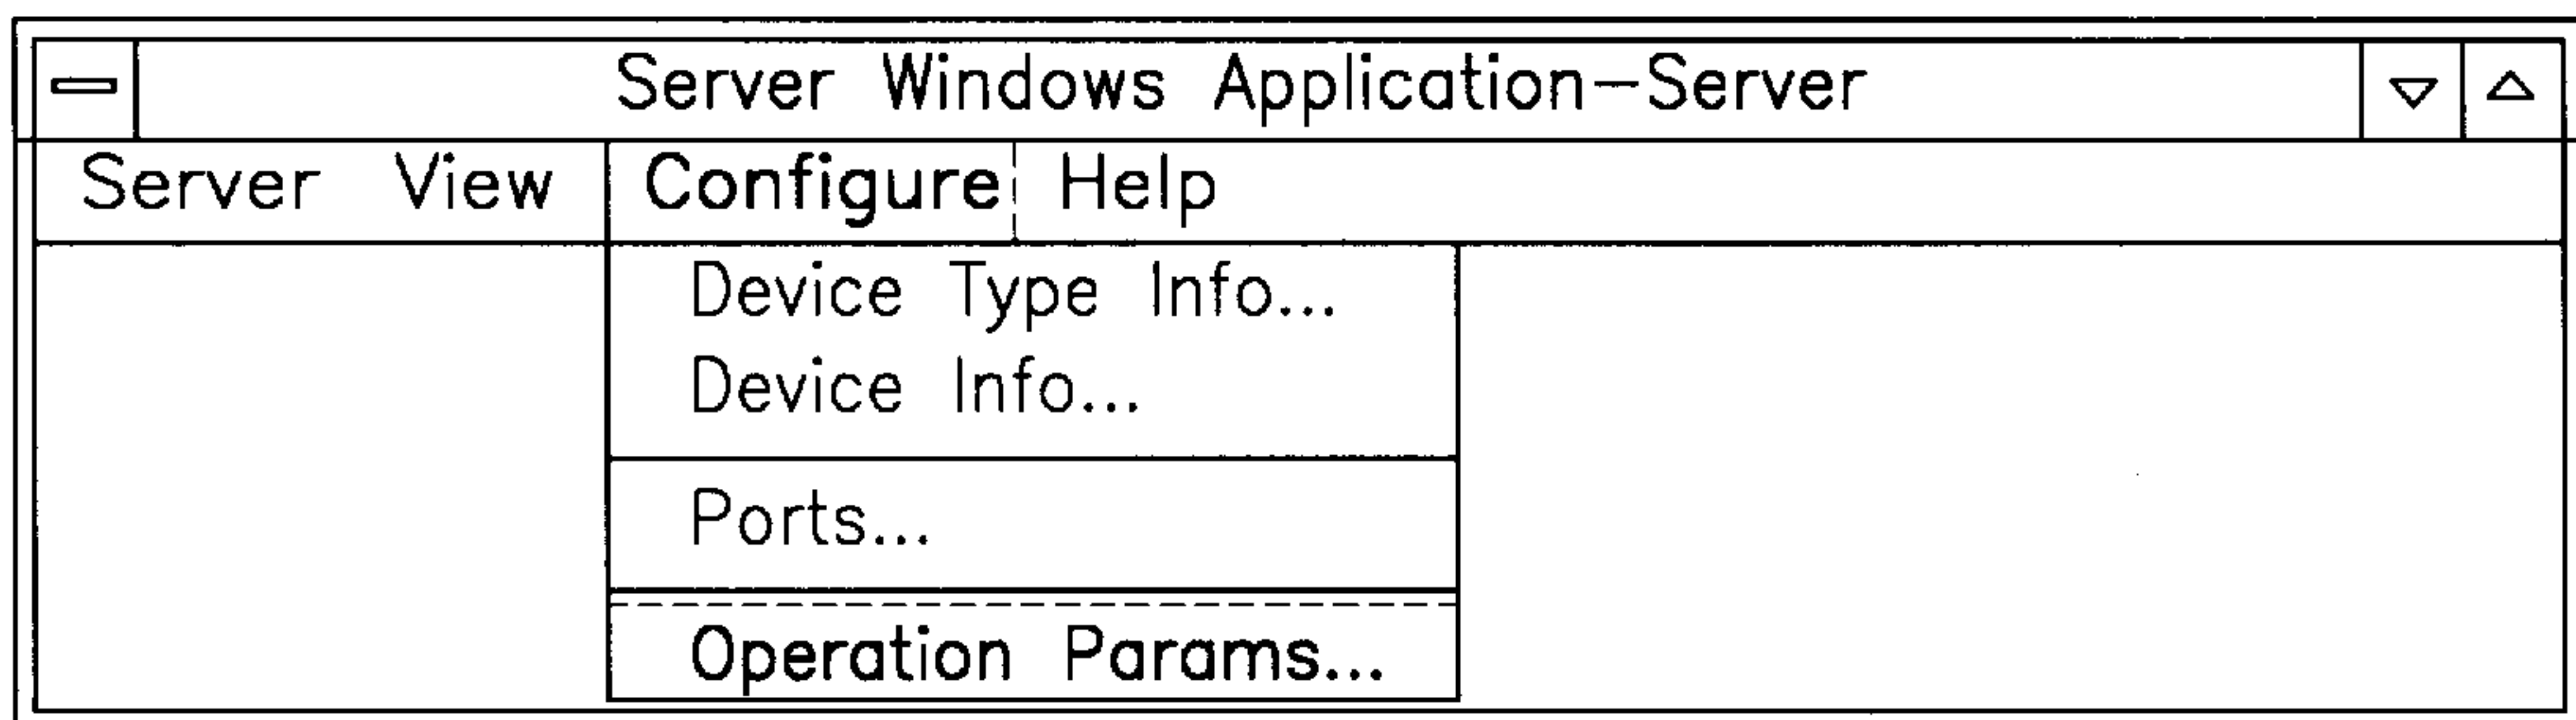 Server Windows Application-Server
Server View Configure Help
Device Type Info...
Device Info...
Ports...
Operation Params...